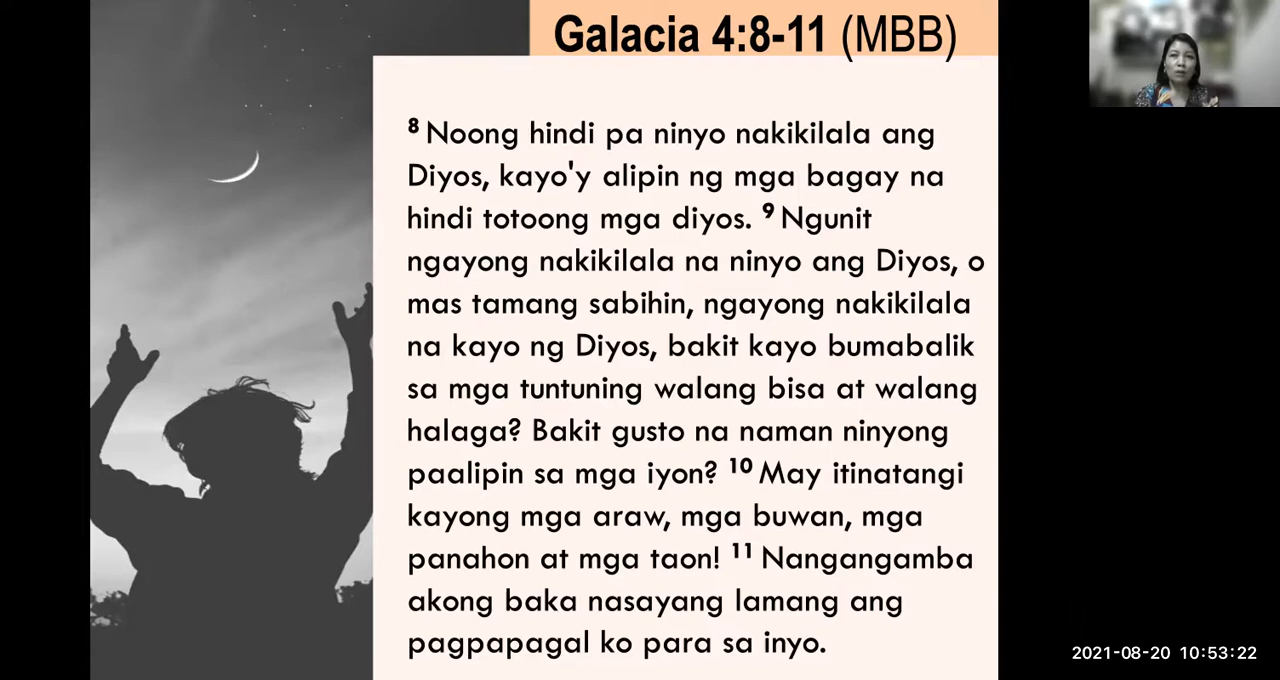 Galacia 4:8-11 (MBB)
8 Noong hindi pa ninyo nakikilala ang
Diyos, kayo'y alipin ng mga bagay na
hindi totoong mga diyos. 9 Ngunit
ngayong nakikilala na ninyo ang Diyos, o
mas tamang sabihin, ngayong nakikilala
na kayo ng Diyos, bakit kayo bumabalik
sa mga tuntuning walang bisa at walang
halaga? Bakit gusto na naman ninyong
paalipin sa mga iyon? 10 May itinatangi
kayong mga araw, mga buwan, mga
panahon at mga taon! 11 Nangangamba
akong baka nasayang lamang ang
pagpapagal ko para sa inyo.
2021-08-20 10:53:22